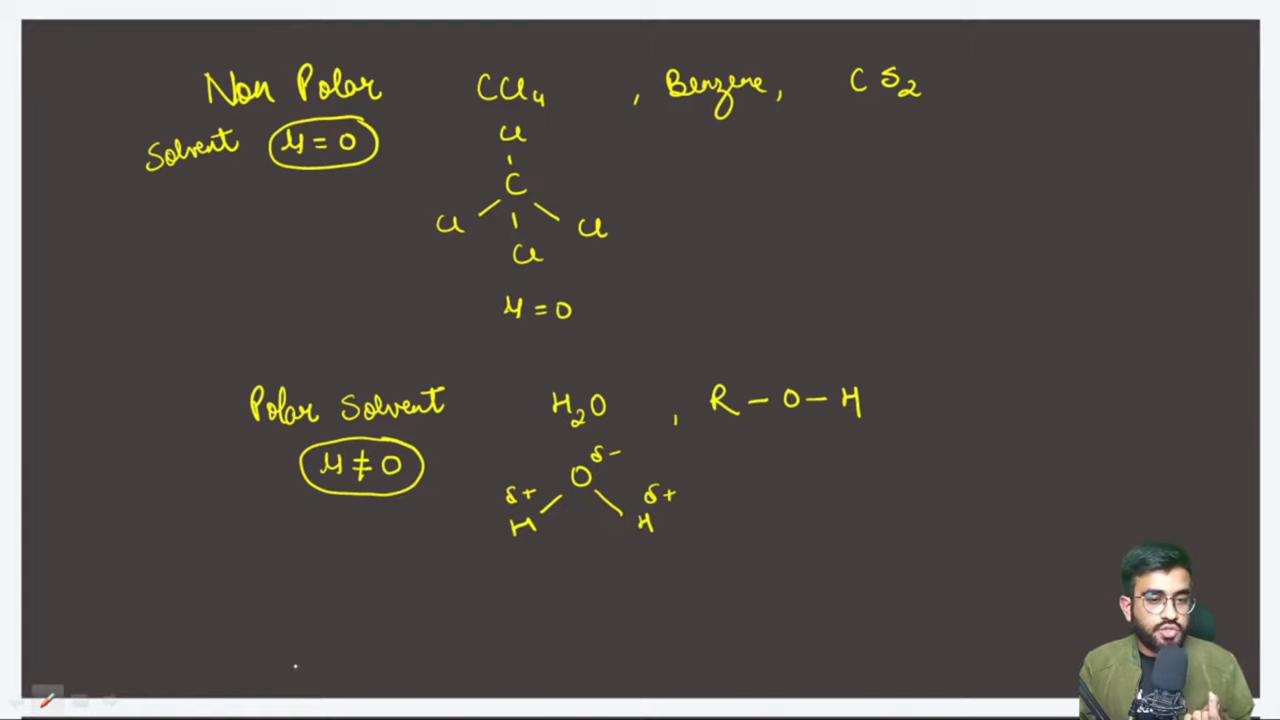 Non Polar CCl4 , Benzene, CS2
Solvent μ = 0
Cl
C
Cl Cl
Cl
μ = 0
Polar Solvent H2O , R - O - H
μ ≠ 0
δ-
O
δ+ δ+
H H